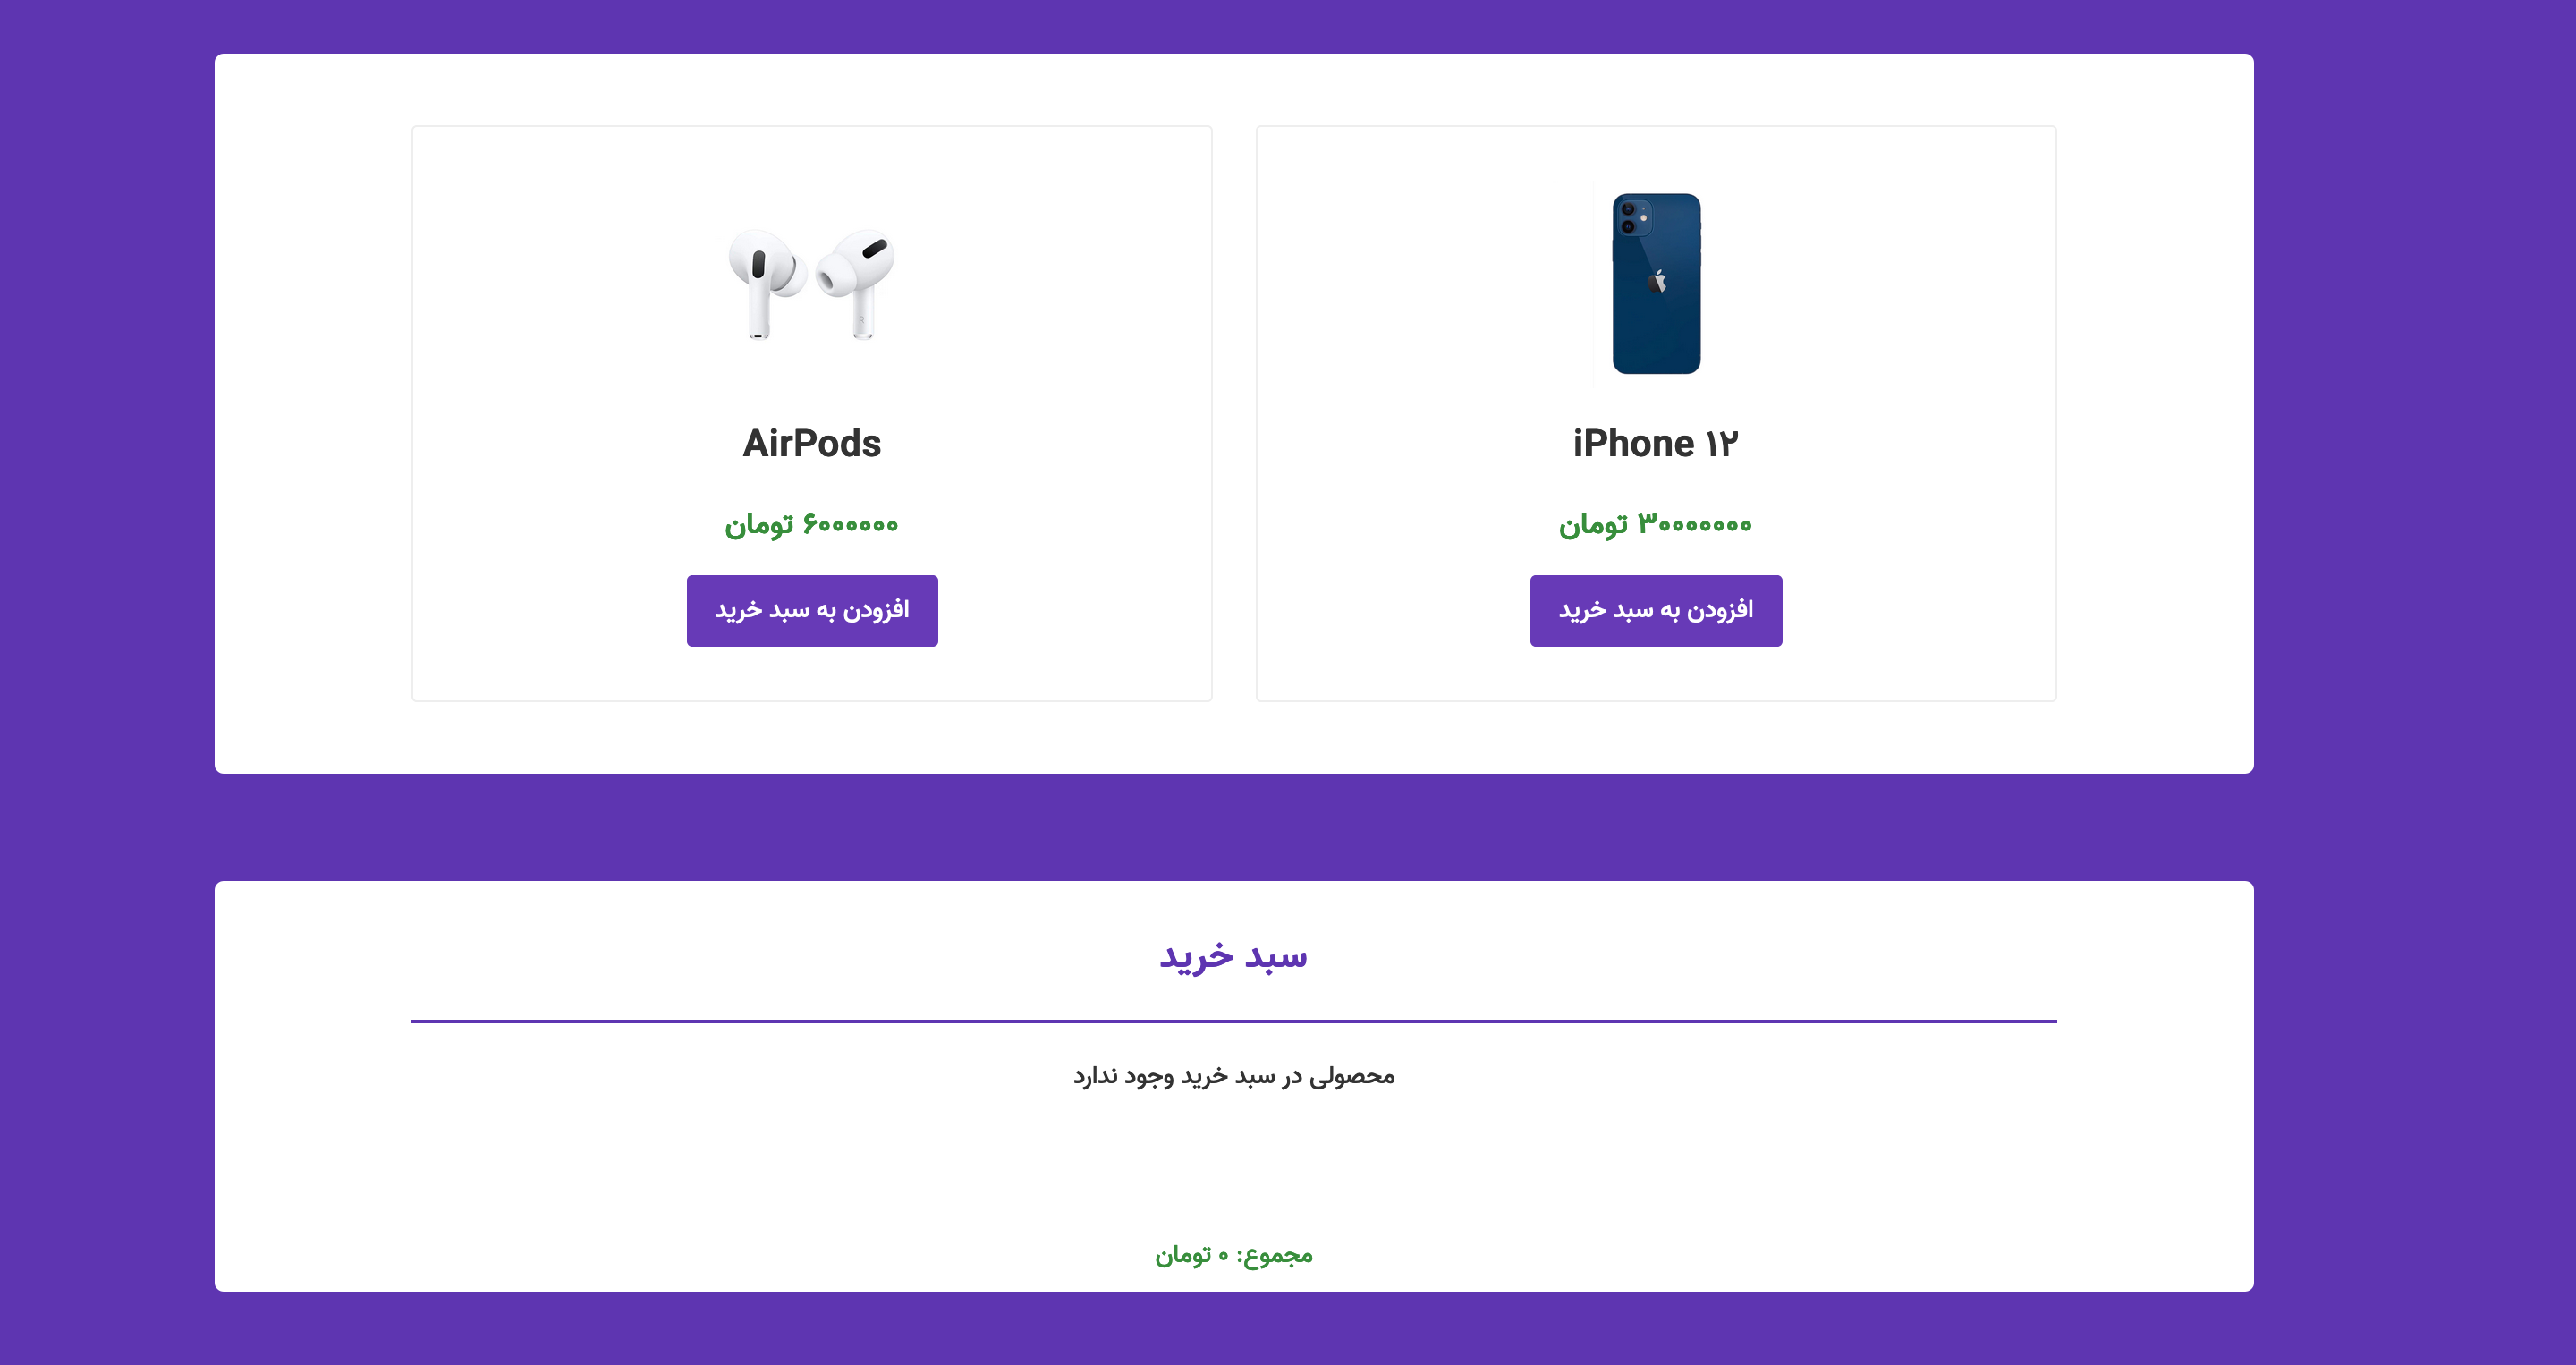 iPhone ۱۲
۳۰۰۰۰۰۰۰ تومان
افزودن به سبد خرید
AirPods
۶۰۰۰۰۰۰ تومان
افزودن به سبد خرید
سبد خرید
محصولی در سبد خرید وجود ندارد
مجموع: ۰ تومان